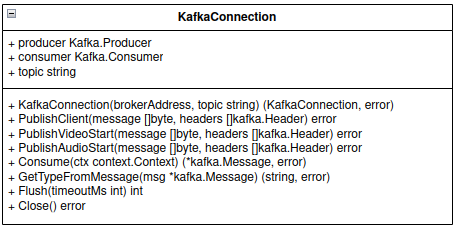 KafkaConnection
+ producer Kafka.Producer
+ consumer Kafka.Consumer
+ topic string
+ KafkaConnection(brokerAddress, topic string) (KafkaConnection, error)
+ PublishClient(message []byte, headers []kafka.Header) error
+ PublishVideoStart(message []byte, headers []kafka.Header) error
+ PublishAudioStart(message []byte, headers []kafka.Header) error
+ Consume(ctx context.Context) (*kafka.Message, error)
+ GetTypeFromMessage(msg *kafka.Message) (string, error)
+ Flush(timeoutMs int) int
+ Close() error